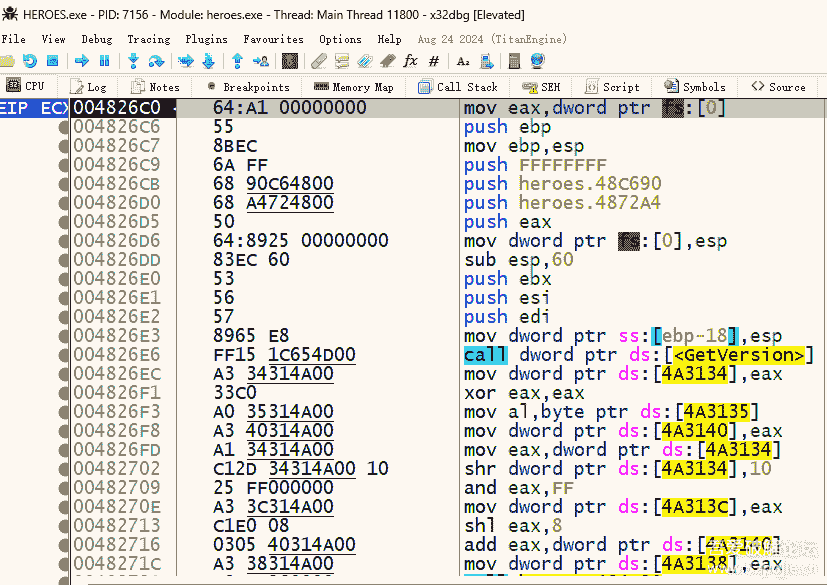 HEROES.exe - PID: 7156 - Module: heroes.exe - Thread: Main Thread 11800 - x32dbg [Elevated]
File View Debug Tracing Plugins Favourites Options Help Aug 24 2024 (TitanEngine)
fx # A₂
CPU Log Notes Breakpoints Memory Map Call Stack SEH Script Symbols Source
EIP ECX 004826C0 64:A1 00000000 mov eax,dword ptr fs:[0]
004826C6 55 push ebp
004826C7 8BEC mov ebp,esp
004826C9 6A FF push FFFFFFFF
004826CB 68 90C64800 push heroes.48C690
004826D0 68 A4724800 push heroes.4872A4
004826D5 50 push eax
004826D6 64:8925 00000000 mov dword ptr fs:[0],esp
004826DD 83EC 60 sub esp,60
004826E0 53 push ebx
004826E1 56 push esi
004826E2 57 push edi
004826E3 8965 E8 mov dword ptr ss:[ebp-18],esp
004826E6 FF15 1C654D00 call dword ptr ds:[<GetVersion>]
004826EC A3 34314A00 mov dword ptr ds:[4A3134],eax
004826F1 33C0 xor eax,eax
004826F3 A0 35314A00 mov al,byte ptr ds:[4A3135]
004826F8 A3 40314A00 mov dword ptr ds:[4A3140],eax
004826FD A1 34314A00 mov eax,dword ptr ds:[4A3134]
00482702 C12D 34314A00 10 shr dword ptr ds:[4A3134],10
00482709 25 FF000000 and eax,FF
0048270E A3 3C314A00 mov dword ptr ds:[4A313C],eax
00482713 C1E0 08 shl eax,8
00482716 0305 40314A00 add eax,dword ptr ds:[4A3140]
0048271C A3 38314A00 mov dword ptr ds:[4A3138],eax